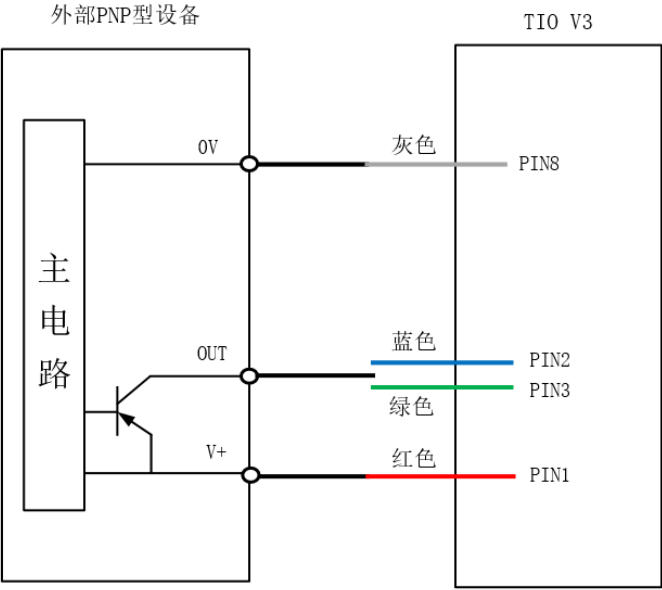 外部PNP型设备
TIO V3
0V
灰色
PIN8
主电路
OUT
蓝色
PIN2
绿色
PIN3
V+
红色
PIN1